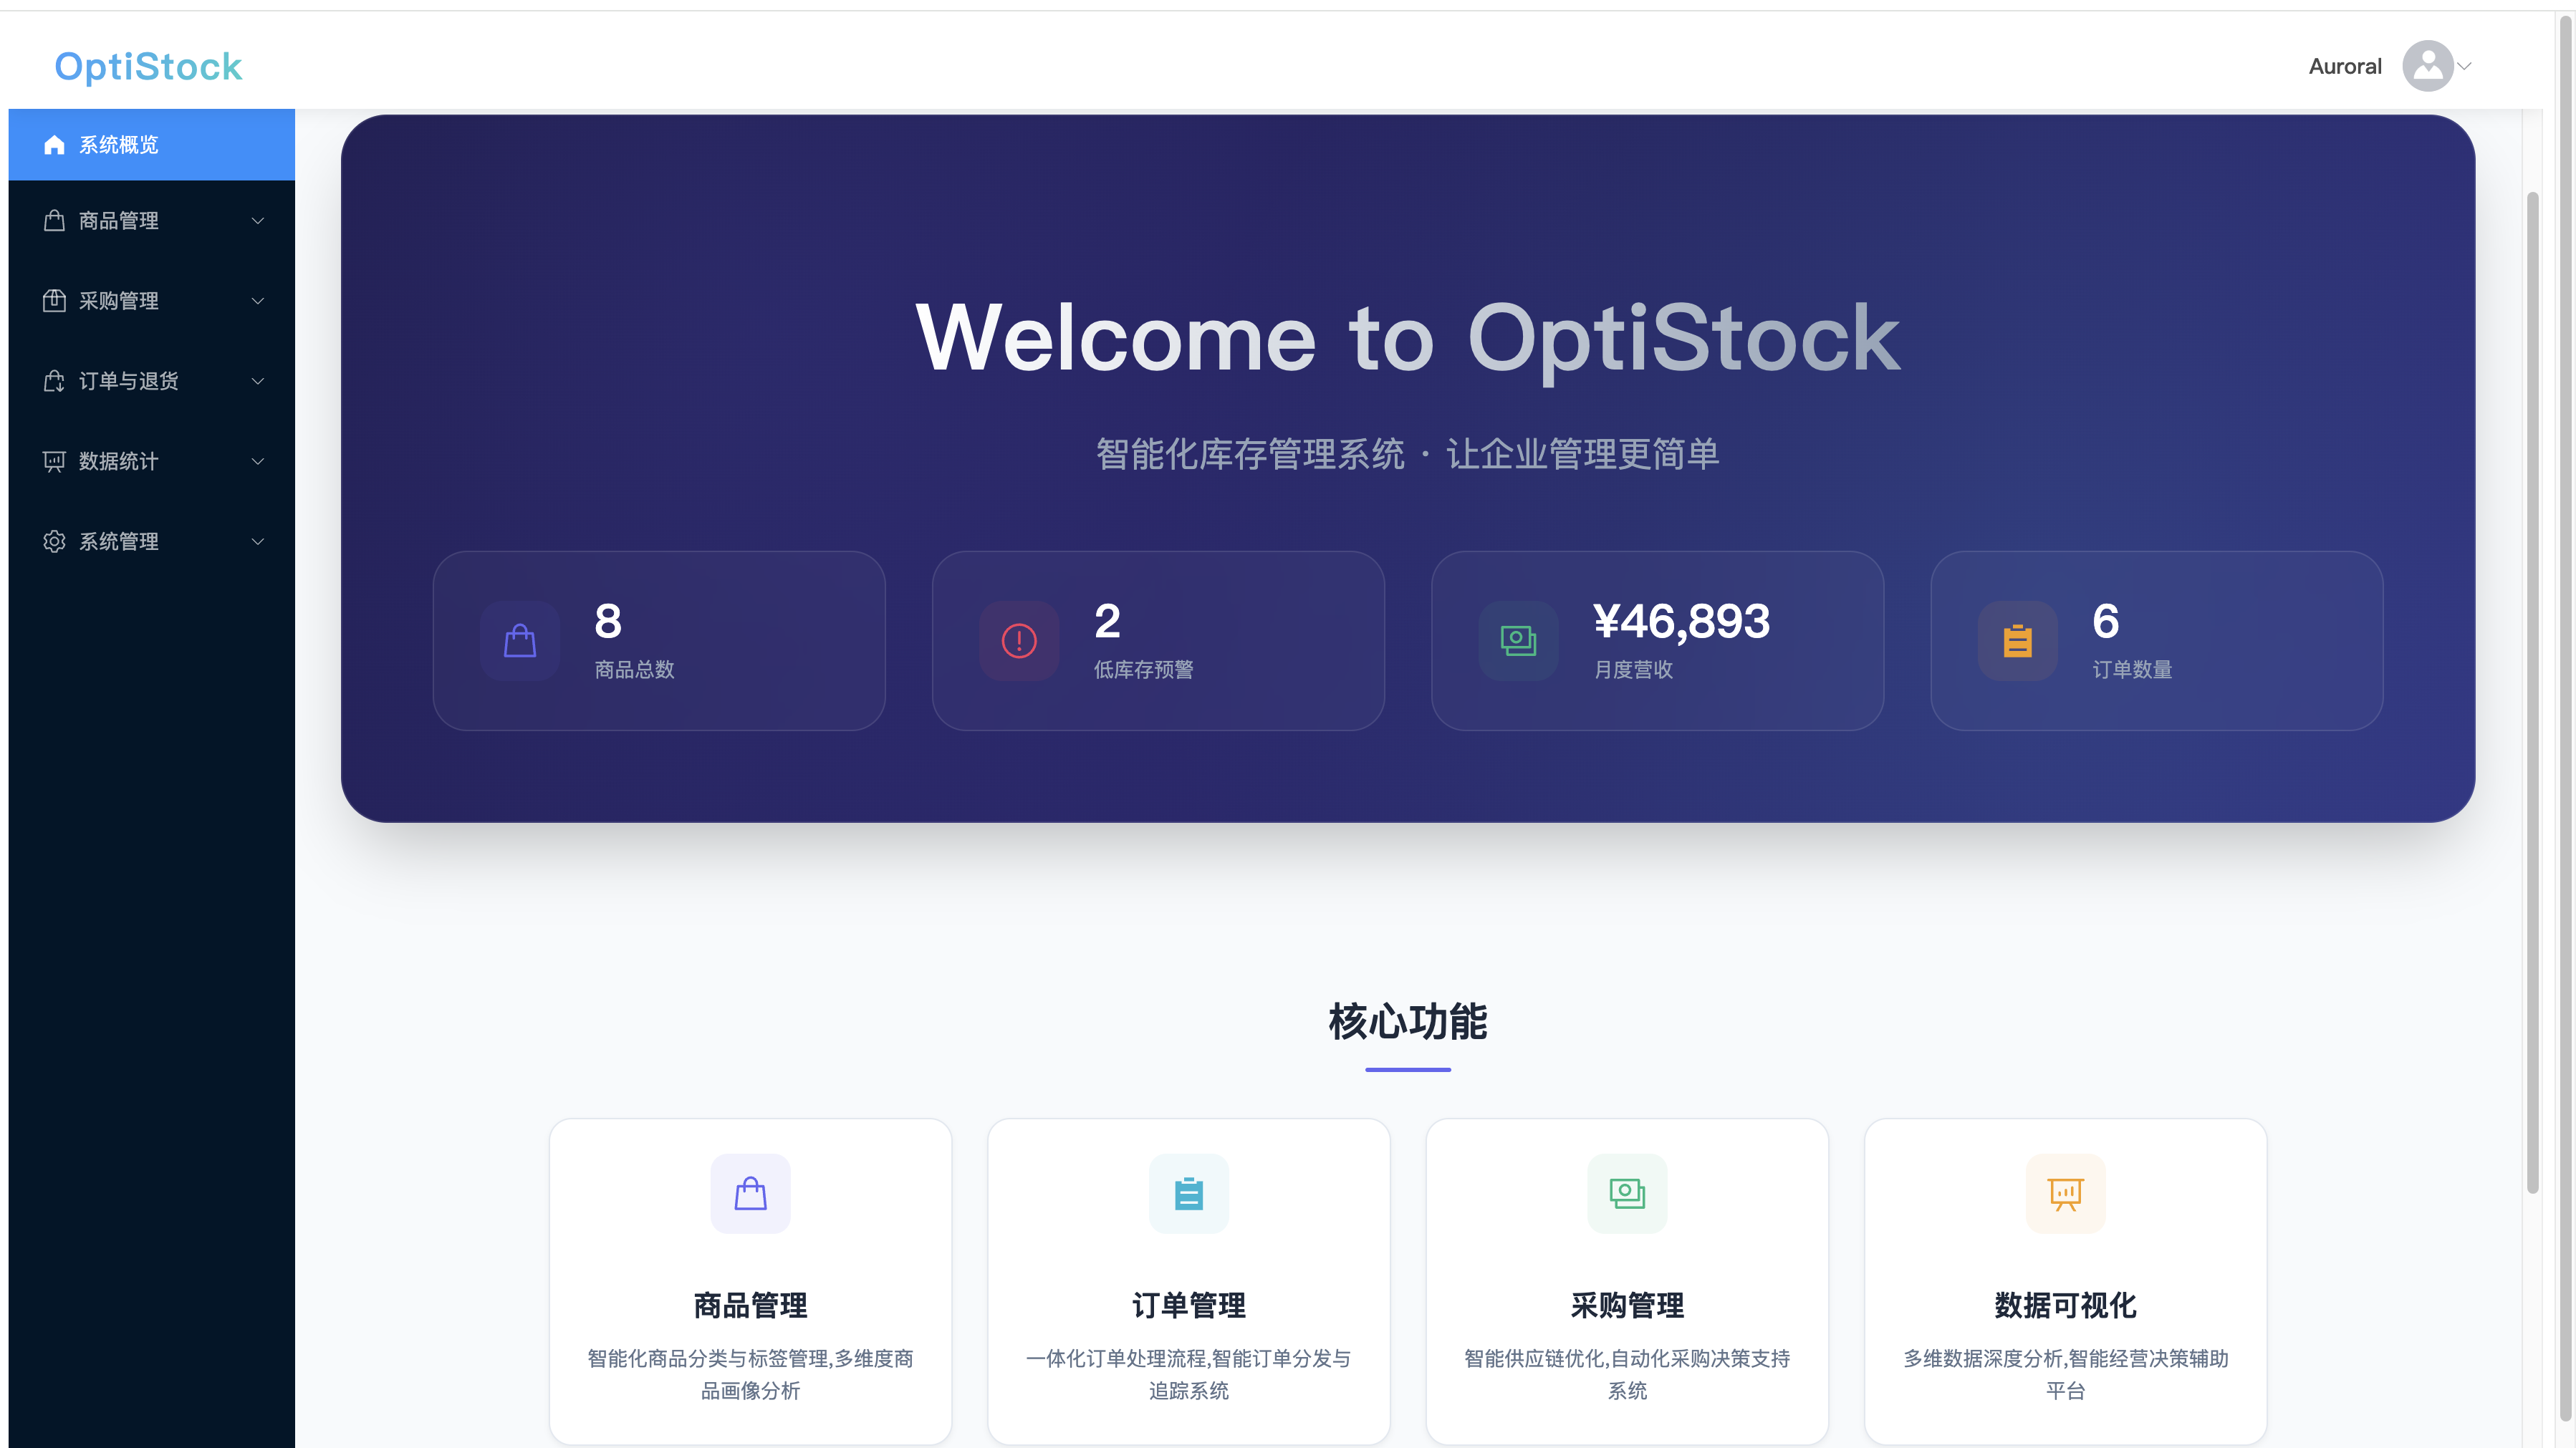 OptiStock
Auroral
系统概览
商品管理
采购管理
订单与退货
数据统计
系统管理
Welcome to OptiStock
智能化库存管理系统 · 让企业管理更简单
8
商品总数
2
低库存预警
¥46,893
月度营收
6
订单数量
核心功能
商品管理
智能化商品分类与标签管理,多维度商
品画像分析
订单管理
一体化订单处理流程,智能订单分发与
追踪系统
采购管理
智能供应链优化,自动化采购决策支持
系统
数据可视化
多维数据深度分析,智能经营决策辅助
平台